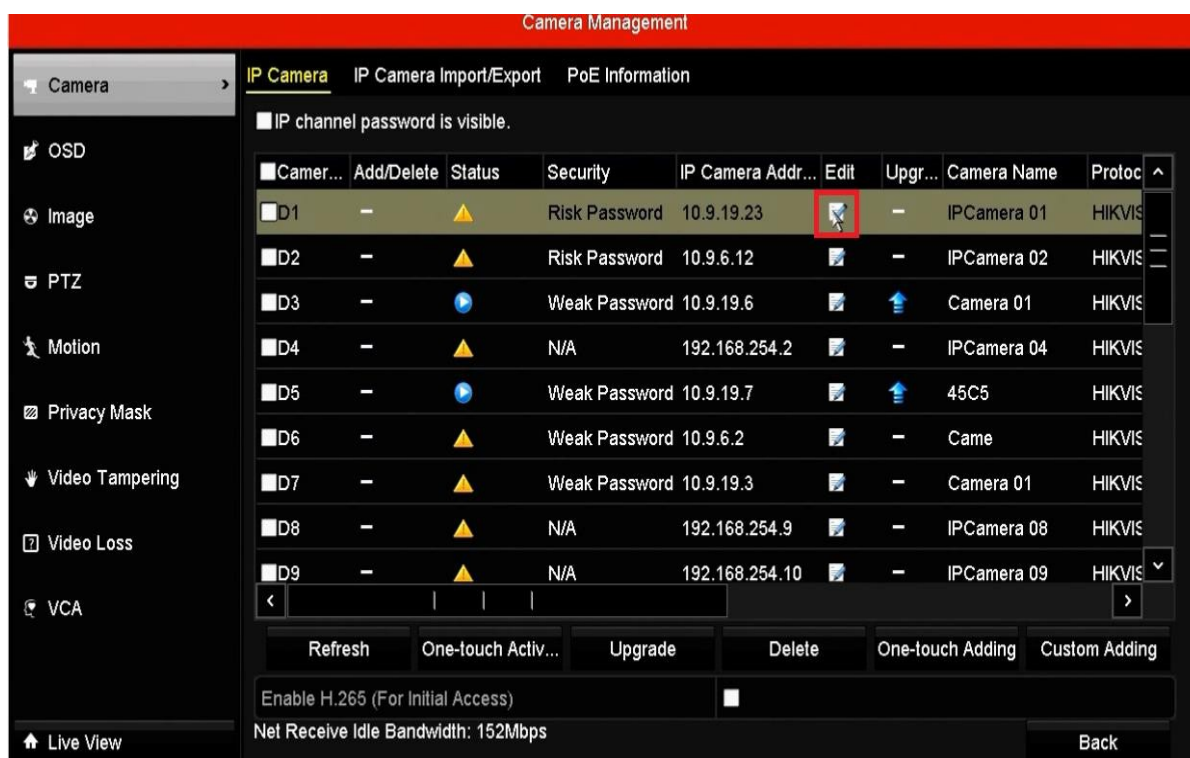 Camera Management
Camera >
OSD
Image
PTZ
Motion
Privacy Mask
Video Tampering
Video Loss
VCA
Live View
IP Camera IP Camera Import/Export PoE Information
IP channel password is visible.
Camer... Add/Delete Status Security IP Camera Addr... Edit Upgr... Camera Name Protoc
D1 – Risk Password 10.9.19.23 – IPCamera 01 HIKVIS
D2 – Risk Password 10.9.6.12 – IPCamera 02 HIKVIS
D3 – Weak Password 10.9.19.6 Camera 01 HIKVIS
D4 – N/A 192.168.254.2 – IPCamera 04 HIKVIS
D5 – Weak Password 10.9.19.7 45C5 HIKVIS
D6 – Weak Password 10.9.6.2 – Came HIKVIS
D7 – Weak Password 10.9.19.3 – Camera 01 HIKVIS
D8 – N/A 192.168.254.9 – IPCamera 08 HIKVIS
D9 – N/A 192.168.254.10 – IPCamera 09 HIKVIS
Refresh One-touch Activ... Upgrade Delete One-touch Adding Custom Adding
Enable H.265 (For Initial Access)
Net Receive Idle Bandwidth: 152Mbps
Back